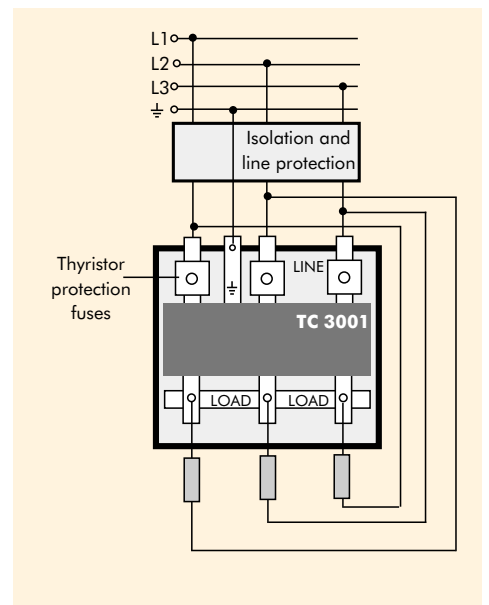 L1
L2
L3
Isolation and
line protection
Thyristor
protection
fuses
LINE
TC 3001
LOAD LOAD